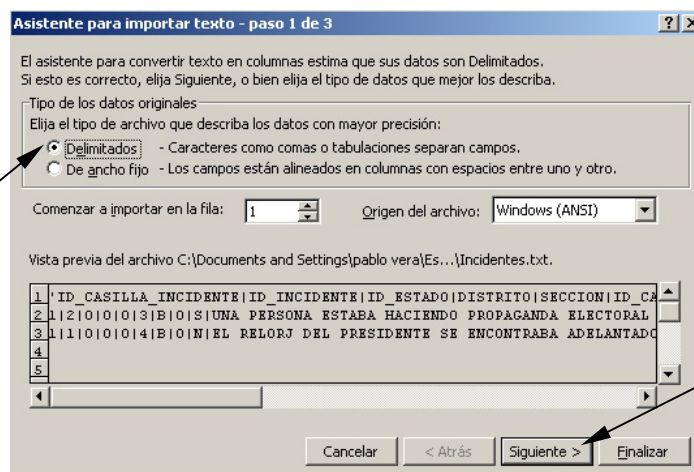 Asistente para importar texto - paso 1 de 3
El asistente para convertir texto en columnas estima que sus datos son Delimitados.
Si esto es correcto, elija Siguiente, o bien elija el tipo de datos que mejor los describa.
Tipo de los datos originales
Elija el tipo de archivo que describa los datos con mayor precisión:
Delimitados - Caracteres como comas o tabulaciones separan campos.
De ancho fijo - Los campos están alineados en columnas con espacios entre uno y otro.
Comenzar a importar en la fila: 1 Origen del archivo: Windows (ANSI)
Vista previa del archivo C:\Documents and Settings\pablo vera\Es...\Incidentes.txt.
1 'ID_CASILLA_INCIDENTE|ID_INCIDENTE|ID_ESTADO|DISTRITO|SECCION|ID_CA
2 1|2|0|0|0|3|B|0|S|UNA PERSONA ESTABA HACIENDO PROPAGANDA ELECTORAL
3 1|1|0|0|0|4|B|0|N|EL RELORJ DEL PRESIDENTE SE ENCONTRABA ADELANTADO
4
5
Cancelar < Atrás Siguiente > Finalizar